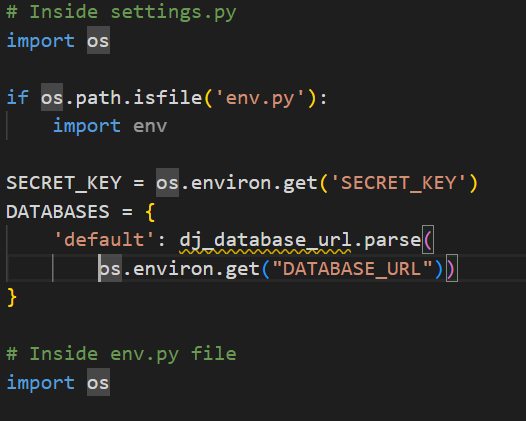 # Inside settings.py
import os
if os.path.isfile('env.py'):
import env
SECRET_KEY = os.environ.get('SECRET_KEY')
DATABASES = {
'default': dj_database_url.parse(
os.environ.get("DATABASE_URL"))
}
# Inside env.py file
import os